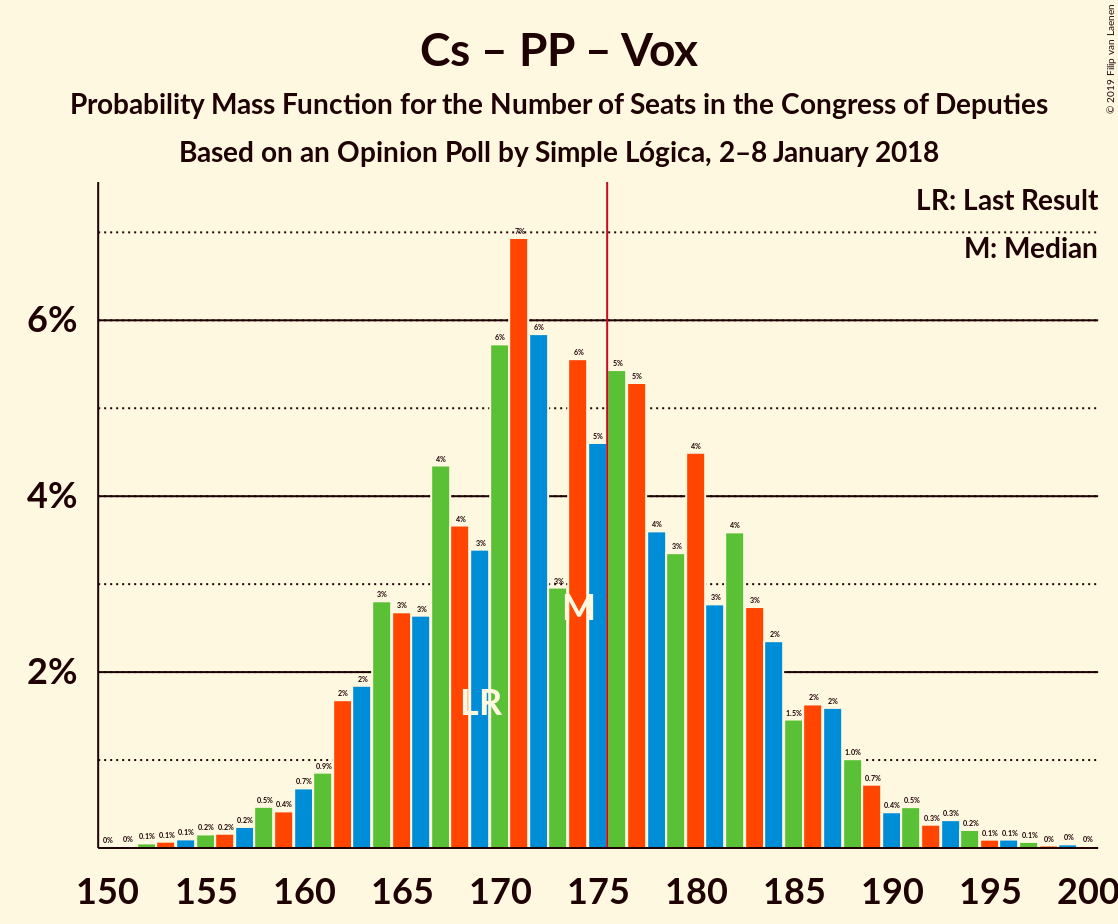 Cs – PP – Vox
Probability Mass Function for the Number of Seats in the Congress of Deputies
Based on an Opinion Poll by Simple Lógica, 2–8 January 2018
© 2019 Filip van Laenen
LR: Last Result
M: Median
6%
4%
2%
0% 0% 0.1% 0.1% 0.1% 0.2% 0.2% 0.2% 0.5% 0.4% 0.7% 0.9% 2% 2% 3% 3% 3% 4% 4% 3% 6% 7% 6% 3% 6% 5% 5% 5% 4% 3% 4% 3% 4% 3% 2% 1.5% 2% 2% 1.0% 0.7% 0.4% 0.5% 0.3% 0.3% 0.2% 0.1% 0.1% 0.1% 0% 0% 0%
M
LR
150 155 160 165 170 175 180 185 190 195 200